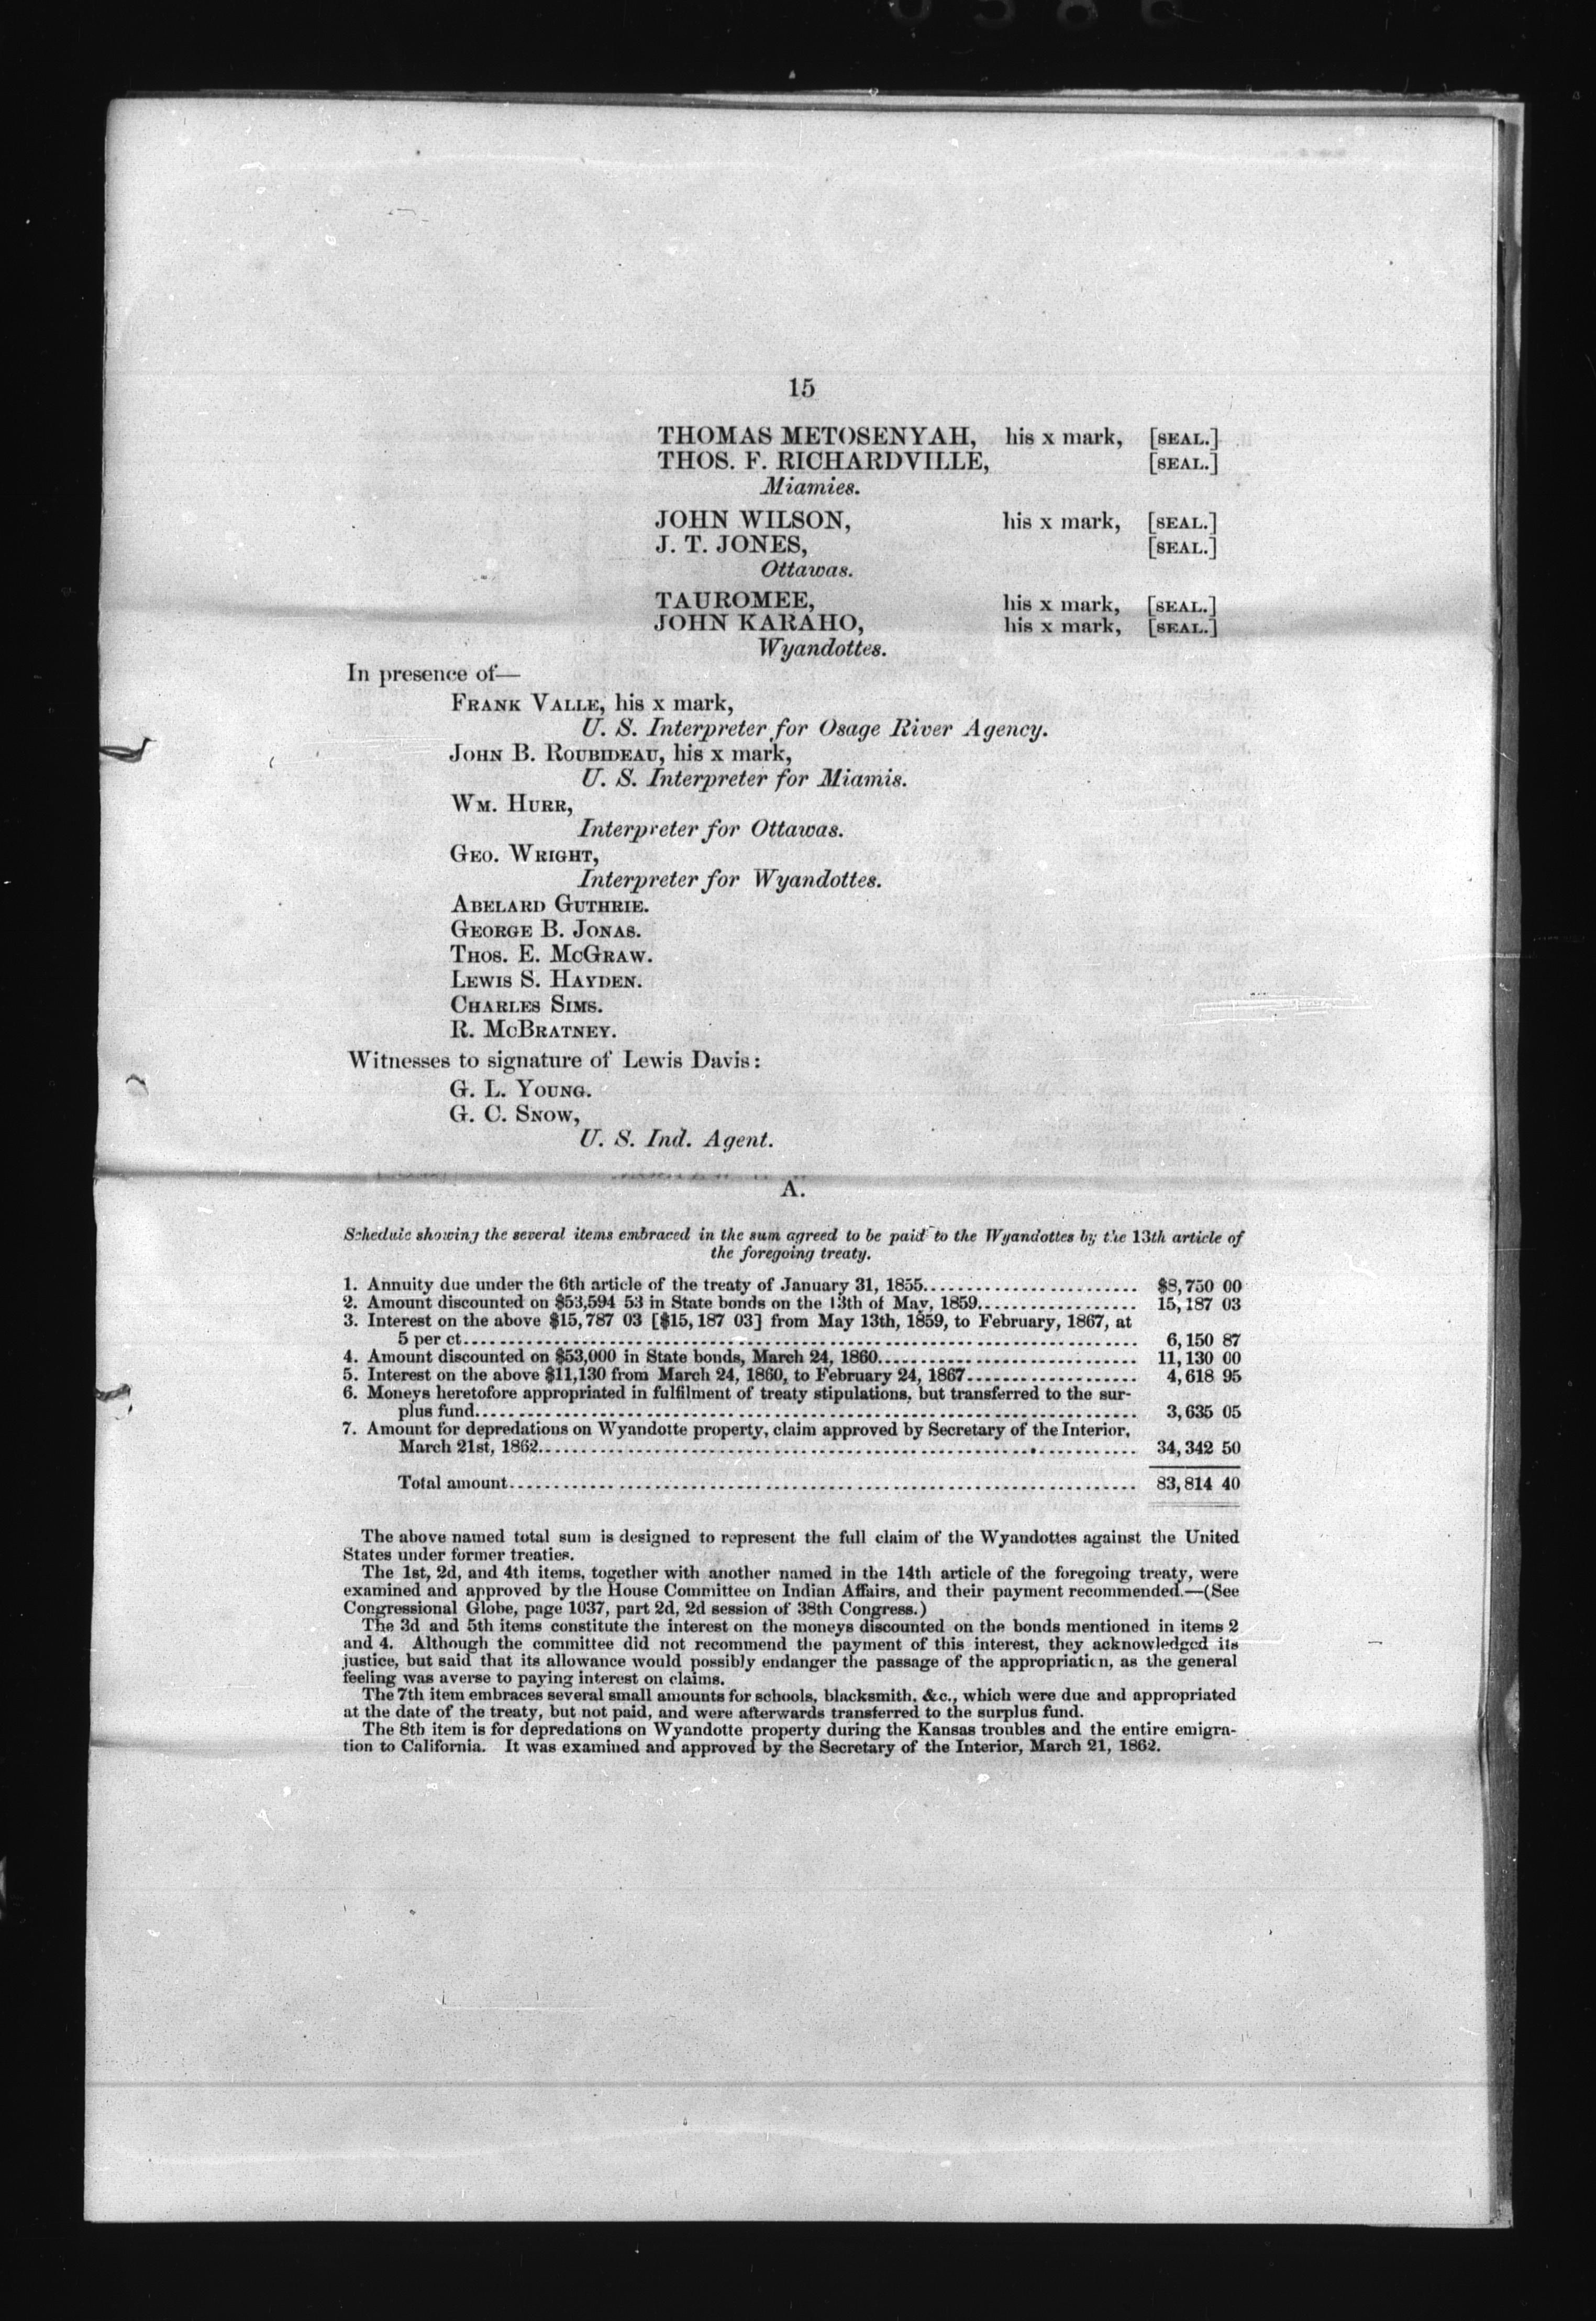 15
THOMAS METOSENYAH, his x mark, [SEAL.]
THOS. F. RICHARDVILLE, [SEAL.]
Miamies.
JOHN WILSON, his x mark, [SEAL.]
J. T. JONES, [SEAL.]
Ottawas.
TAUROMEE, his x mark, [SEAL.]
JOHN KARAHO, his x mark, [SEAL.]
Wyandottes.
In presence of—
FRANK VALLE, his x mark,
U. S. Interpreter for Osage River Agency.
JOHN B. ROUBIDEAU, his x mark,
U. S. Interpreter for Miamis.
WM. HURR,
Interpreter for Ottawas.
GEO. WRIGHT,
Interpreter for Wyandottes.
ABELARD GUTHRIE.
GEORGE B. JONAS.
THOS. E. MCGRAW.
LEWIS S. HAYDEN.
CHARLES SIMS.
R. MCBRATNEY.
Witnesses to signature of Lewis Davis:
G. L. YOUNG.
G. C. SNOW,
U. S. Ind. Agent.
A.
Schedule showing the several items embraced in the sum agreed to be paid to the Wyandottes by the 13th article of
the foregoing treaty.
1. Annuity due under the 6th article of the treaty of January 31, 1855........................ $8,750 00
2. Amount discounted on $53,594 53 in State bonds on the 13th of May, 1859.................. 15,187 03
3. Interest on the above $15,787 03 [$15,187 03] from May 13th, 1859, to February, 1867, at
5 per ct............................................................................ 6,150 87
4. Amount discounted on $53,000 in State bonds, March 24, 1860............................. 11,130 00
5. Interest on the above $11,130 from March 24, 1860, to February 24, 1867................... 4,618 95
6. Moneys heretofore appropriated in fulfilment of treaty stipulations, but transferred to the sur-
plus fund........................................................................... 3,635 05
7. Amount for depredations on Wyandotte property, claim approved by Secretary of the Interior,
March 21st, 1862.................................................................... 34,342 50
Total amount....................................................................... 83,814 40
The above named total sum is designed to represent the full claim of the Wyandottes against the United
States under former treaties.
The 1st, 2d, and 4th items, together with another named in the 14th article of the foregoing treaty, were
examined and approved by the House Committee on Indian Affairs, and their payment recommended.—(See
Congressional Globe, page 1037, part 2d, 2d session of 38th Congress.)
The 3d and 5th items constitute the interest on the moneys discounted on the bonds mentioned in items 2
and 4. Although the committee did not recommend the payment of this interest, they acknowledged its
justice, but said that its allowance would possibly endanger the passage of the appropriation, as the general
feeling was averse to paying interest on claims.
The 7th item embraces several small amounts for schools, blacksmith, &c., which were due and appropriated
at the date of the treaty, but not paid, and were afterwards transferred to the surplus fund.
The 8th item is for depredations on Wyandotte property during the Kansas troubles and the entire emigra-
tion to California. It was examined and approved by the Secretary of the Interior, March 21, 1862.